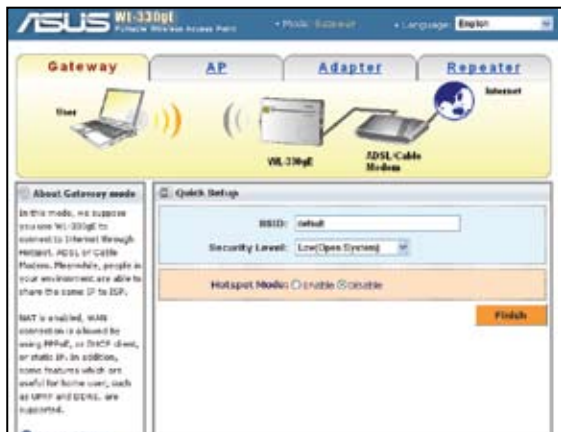 ASUS WL-330gE
Portable Wireless Access Point
• Mode: Gateway
• Language: English
Gateway
AP
Adapter
Repeater
User
Internet
WL-330gE
ADSL/Cable
Modem
About Gateway mode
In this mode, we suppose
you use WL-330gE to
connect to Internet through
Hotspot, ADSL or Cable
Modem. Meanwhile, people in
your environment are able to
share the same IP to ISP.
NAT is enabled, WAN
connection is allowed by
using PPPoE, or DHCP client,
or static IP. In addition,
some features which are
useful for home user, such
as UPNP and DDNS, are
supported.
Quick Setup
SSID: default
Security Level: Low(Open System)
Hotspot Mode: Enable Disable
Finish